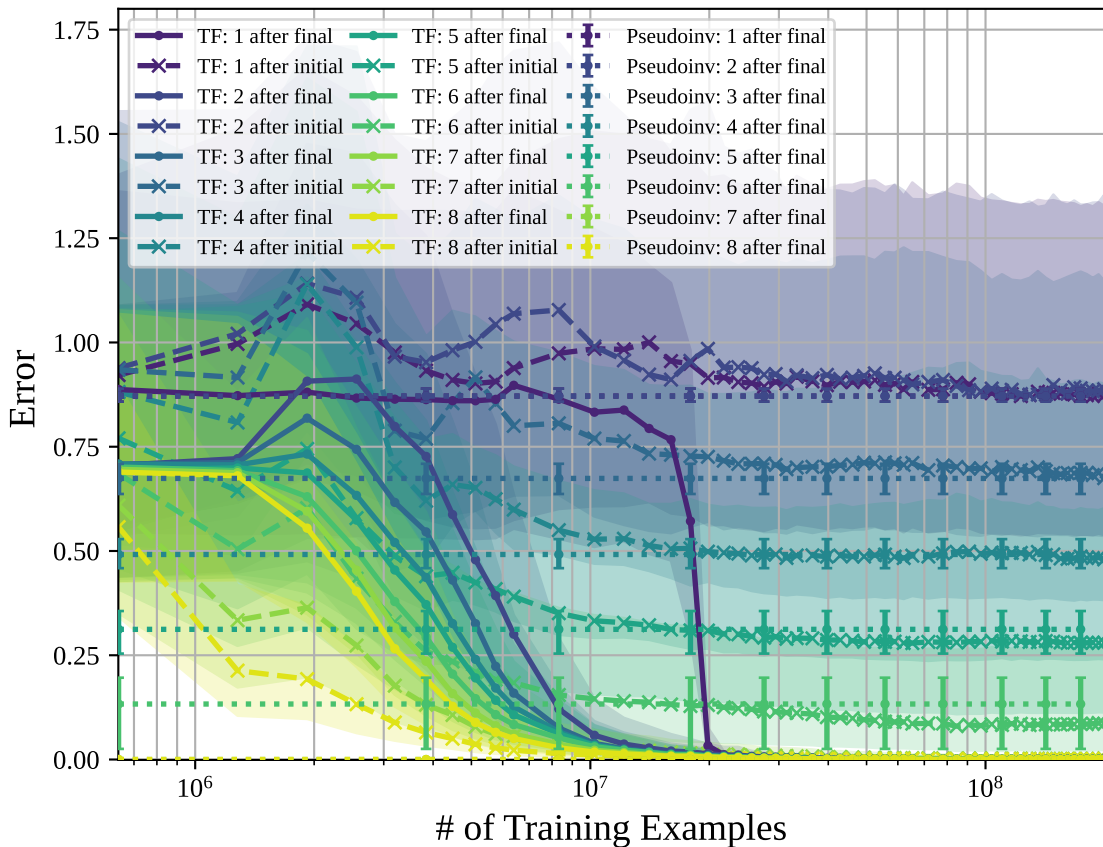 1.75
1.50
1.25
1.00
0.75
0.50
0.25
0.00
Error
TF: 1 after final
TF: 1 after initial
TF: 2 after final
TF: 2 after initial
TF: 3 after final
TF: 3 after initial
TF: 4 after final
TF: 4 after initial
TF: 5 after final
TF: 5 after initial
TF: 6 after final
TF: 6 after initial
TF: 7 after final
TF: 7 after initial
TF: 8 after final
TF: 8 after initial
Pseudoinv: 1 after final
Pseudoinv: 2 after final
Pseudoinv: 3 after final
Pseudoinv: 4 after final
Pseudoinv: 5 after final
Pseudoinv: 6 after final
Pseudoinv: 7 after final
Pseudoinv: 8 after final
10⁶ 10⁷ 10⁸
# of Training Examples